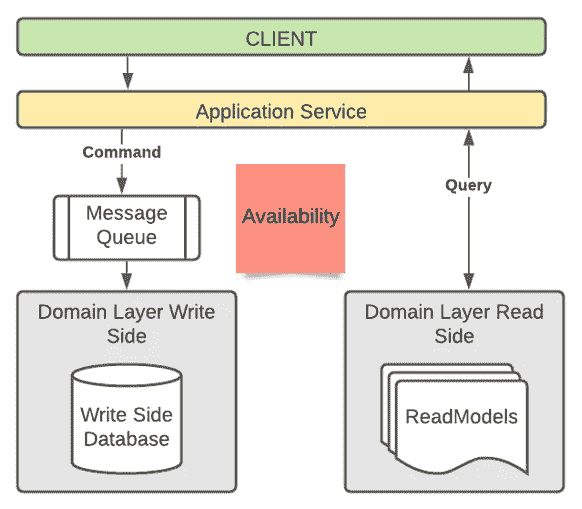 CLIENT
Application Service
Command
Query
Message
Queue
Availability
Domain Layer Write
Side
Write Side
Database
Domain Layer Read
Side
ReadModels